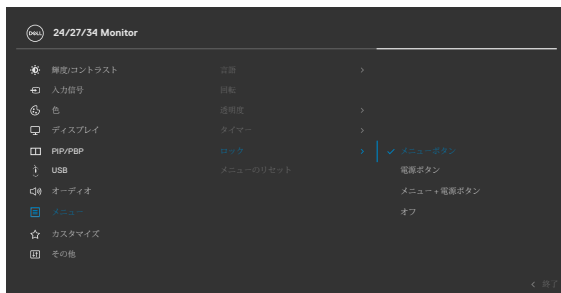 DELL 24/27/34 Monitor
輝度/コントラスト 言語
入力信号 回転
色 透明度
ディスプレイ タイマー
PIP/PBP ロック メニューボタン
USB メニューのリセット 電源ボタン
オーディオ メニュー + 電源ボタン
メニュー オフ
カスタマイズ
その他
終了